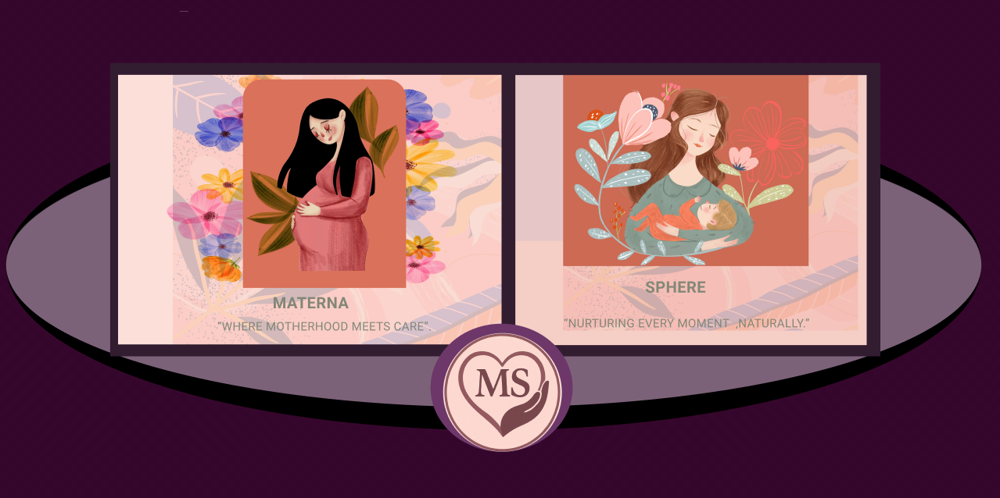 MATERNA
“WHERE MOTHERHOOD MEETS CARE”.
SPHERE
“NURTURING EVERY MOMENT ,NATURALLY.”
MS